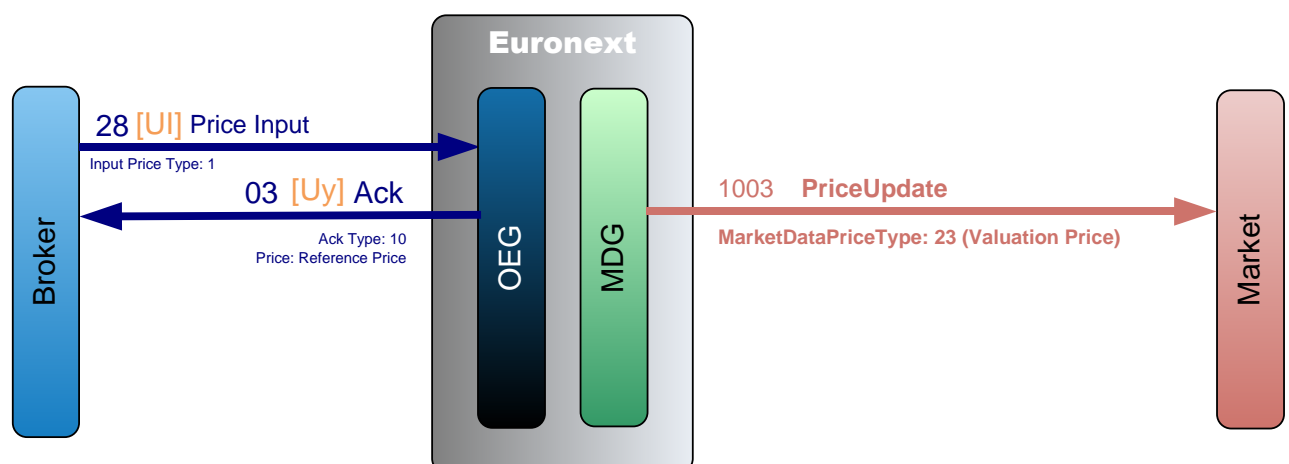 Euronext
28 [UI] Price Input
Input Price Type: 1
03 [Uy] Ack
Ack Type: 10
Price: Reference Price
1003 PriceUpdate
MarketDataPriceType: 23 (Valuation Price)
Broker
OEG
MDG
Market